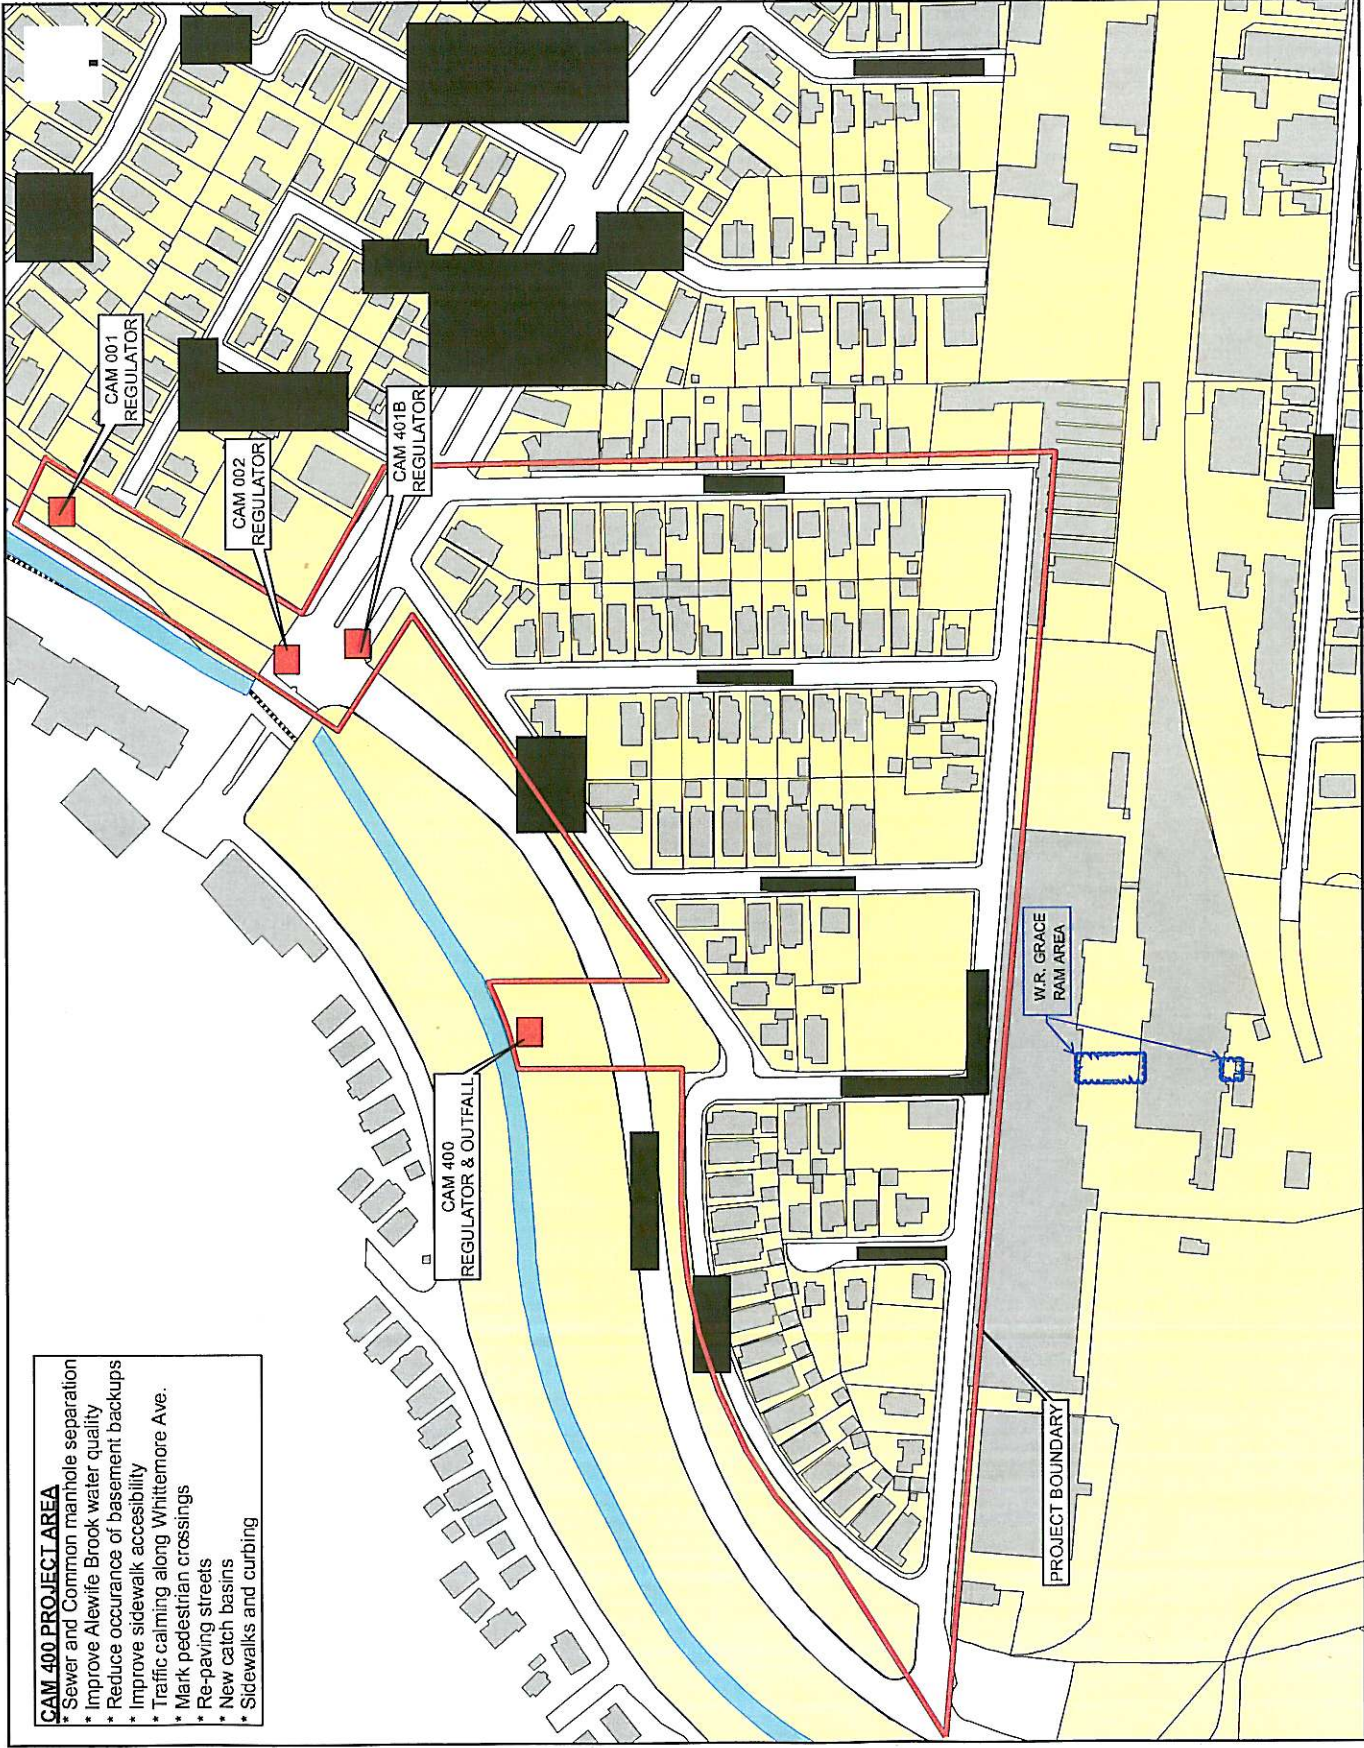 CAM 400 PROJECT AREA
* Sewer and Common manhole separation
* Improve Alewife Brook water quality
* Reduce occurance of basement backups
* Improve sidewalk accesibility
* Traffic calming along Whittemore Ave.
* Mark pedestrian crossings
* Re-paving streets
* New catch basins
* Sidewalks and curbing
CAM 400
REGULATOR & OUTFALL
CAM 002
REGULATOR
CAM 001
REGULATOR
CAM 401B
REGULATOR
PROJECT BOUNDARY
W.R. GRACE
RAM AREA